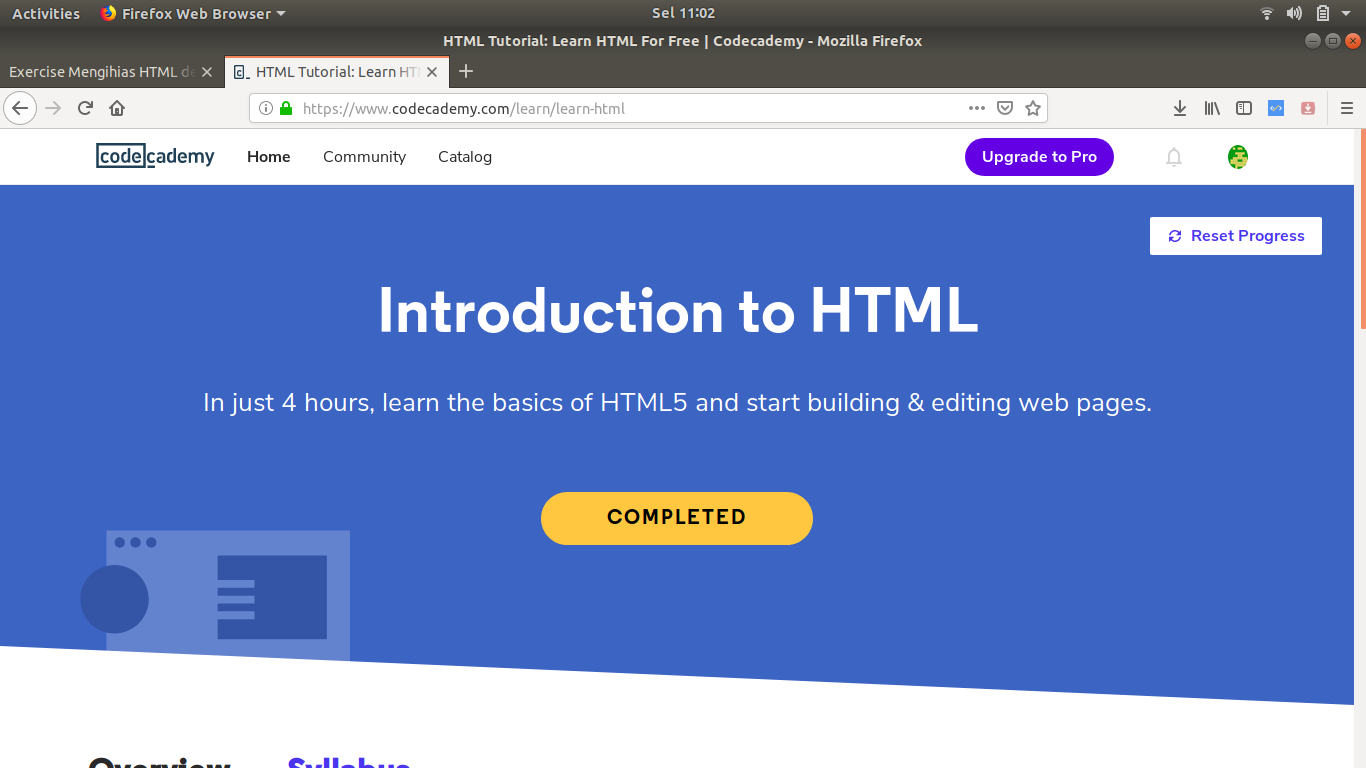 Activities Firefox Web Browser Sel 11:02
HTML Tutorial: Learn HTML For Free | Codecademy - Mozilla Firefox
Exercise Mengihias HTML de HTML Tutorial: Learn HTM
https://www.codecademy.com/learn/learn-html
codecademy Home Community Catalog Upgrade to Pro
Reset Progress
Introduction to HTML
In just 4 hours, learn the basics of HTML5 and start building & editing web pages.
COMPLETED
Overview Syllabus